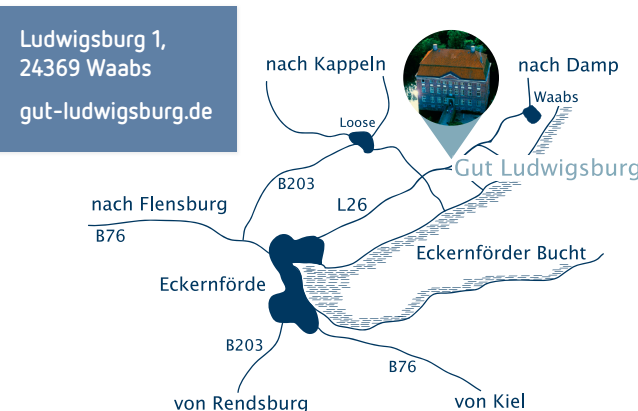 Ludwigsburg 1,
24369 Waabs
gut-ludwigsburg.de
nach Kappeln
nach Damp
Waabs
Loose
Gut Ludwigsburg
B203
L26
nach Flensburg
B76
Eckernförder Bucht
Eckernförde
B203
B76
von Rendsburg
von Kiel